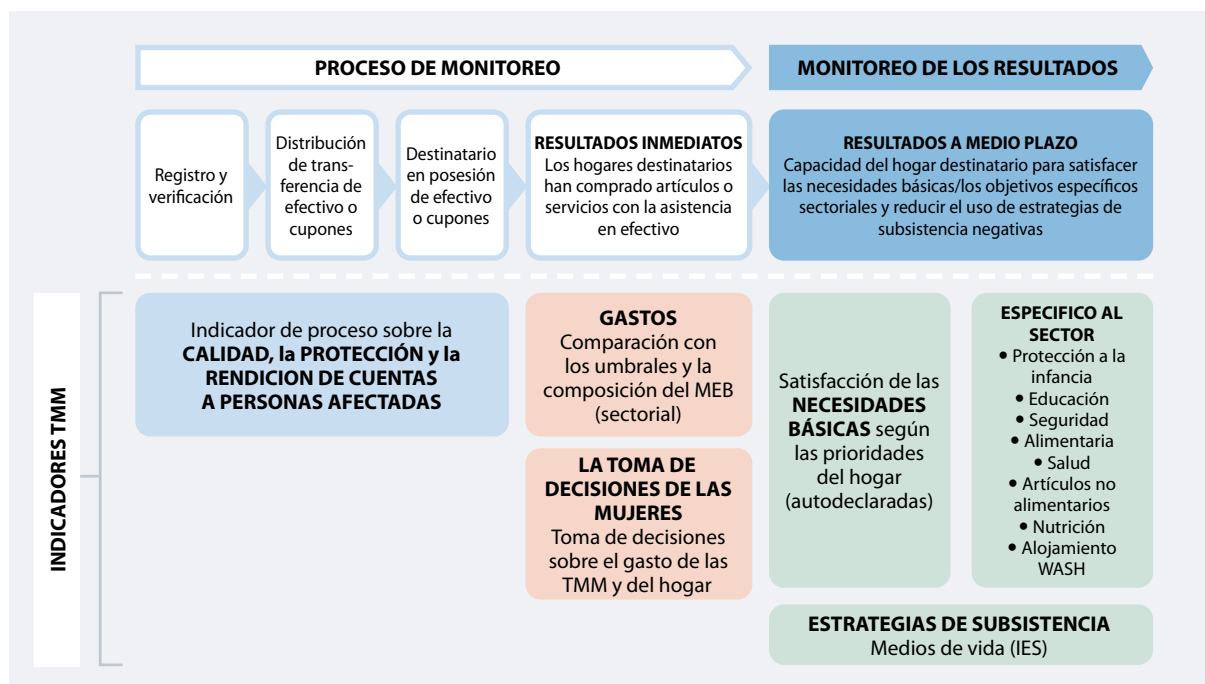 PROCESO DE MONITOREO
MONITOREO DE LOS RESULTADOS
Registro y
verificación
Distribución
de trans-
ferencia de
efectivo o
cupones
Destinatario
en posesión
de efectivo
o cupones
RESULTADOS INMEDIATOS
Los hogares destinatarios
han comprado artículos o
servicios con la asistencia
en efectivo
RESULTADOS A MEDIO PLAZO
Capacidad del hogar destinatario para satisfacer
las necesidades básicas/los objetivos específicos
sectoriales y reducir el uso de estrategias de
subsistencia negativas
INDICADORES TMM
Indicador de proceso sobre la
CALIDAD, la PROTECCIÓN y la
RENDICION DE CUENTAS
A PERSONAS AFECTADAS
GASTOS
Comparación con
los umbrales y la
composición del MEB
(sectorial)
LA TOMA DE
DECISIONES DE LAS
MUJERES
Toma de decisiones
sobre el gasto de las
TMM y del hogar
Satisfacción de las
NECESIDADES
BÁSICAS según
las prioridades
del hogar
(autodeclaradas)
ESPECIFICO AL
SECTOR
• Protección a la
infancia
• Educación
• Seguridad
• Alimentaria
• Salud
• Artículos no
alimentarios
• Nutrición
• Alojamiento
WASH
ESTRATEGIAS DE SUBSISTENCIA
Medios de vida (IES)